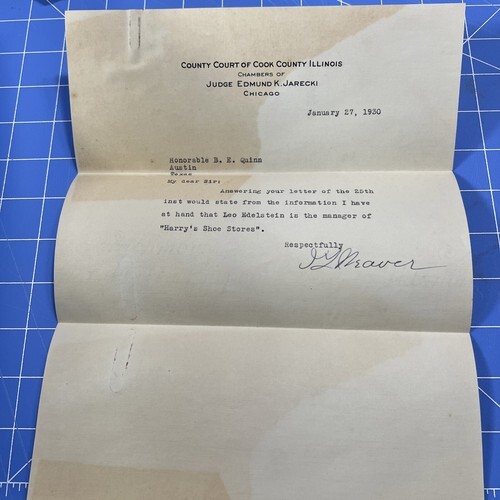 COUNTY COURT OF COOK COUNTY ILLINOIS
CHAMBERS OF
JUDGE EDMUND K. JARECKI
CHICAGO
January 27, 1930
Honorable B. E. Quinn
Austin
Texas
My Dear Sir:
Answering your letter of the 25th
inst would state from the information I have
at hand that Leo Edelstein is the manager of
"Harry's Shoe Stores".
Respectfully
J L Weaver